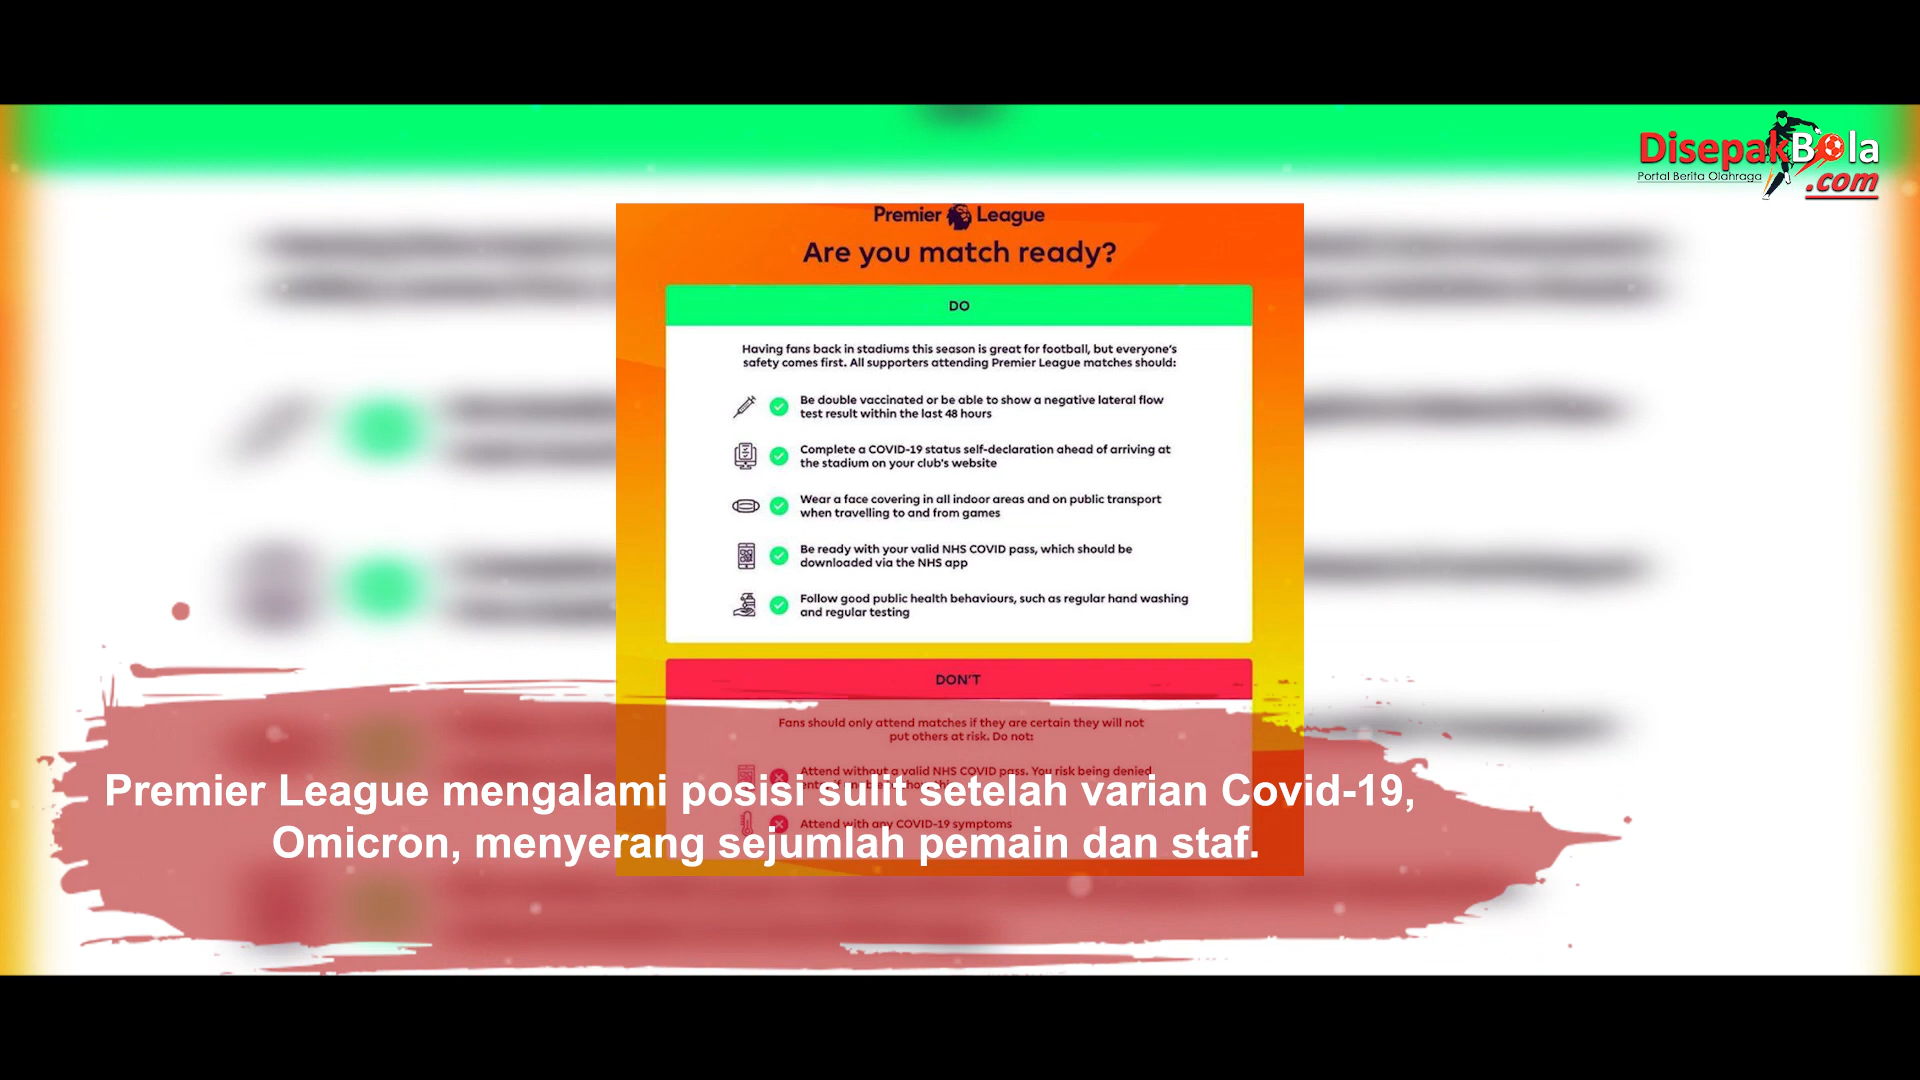 DisepakBola
Portal Berita Olahraga
.com
Premier League
Are you match ready?
DO
Having fans back in stadiums this season is great for football, but everyone's
safety comes first. All supporters attending Premier League matches should:
Be double vaccinated or be able to show a negative lateral flow
test result within the last 48 hours
Complete a COVID-19 status self-declaration ahead of arriving at
the stadium on your club's website
Wear a face covering in all indoor areas and on public transport
when travelling to and from games
Be ready with your valid NHS COVID pass, which should be
downloaded via the NHS app
Follow good public health behaviours, such as regular hand washing
and regular testing
DON'T
Fans should only attend matches if they are certain they will not
put others at risk. Do not:
Attend without a valid NHS COVID pass. You risk being denied
Attend with any COVID-19 symptoms
Premier League mengalami posisi sulit setelah varian Covid-19,
Omicron, menyerang sejumlah pemain dan staf.